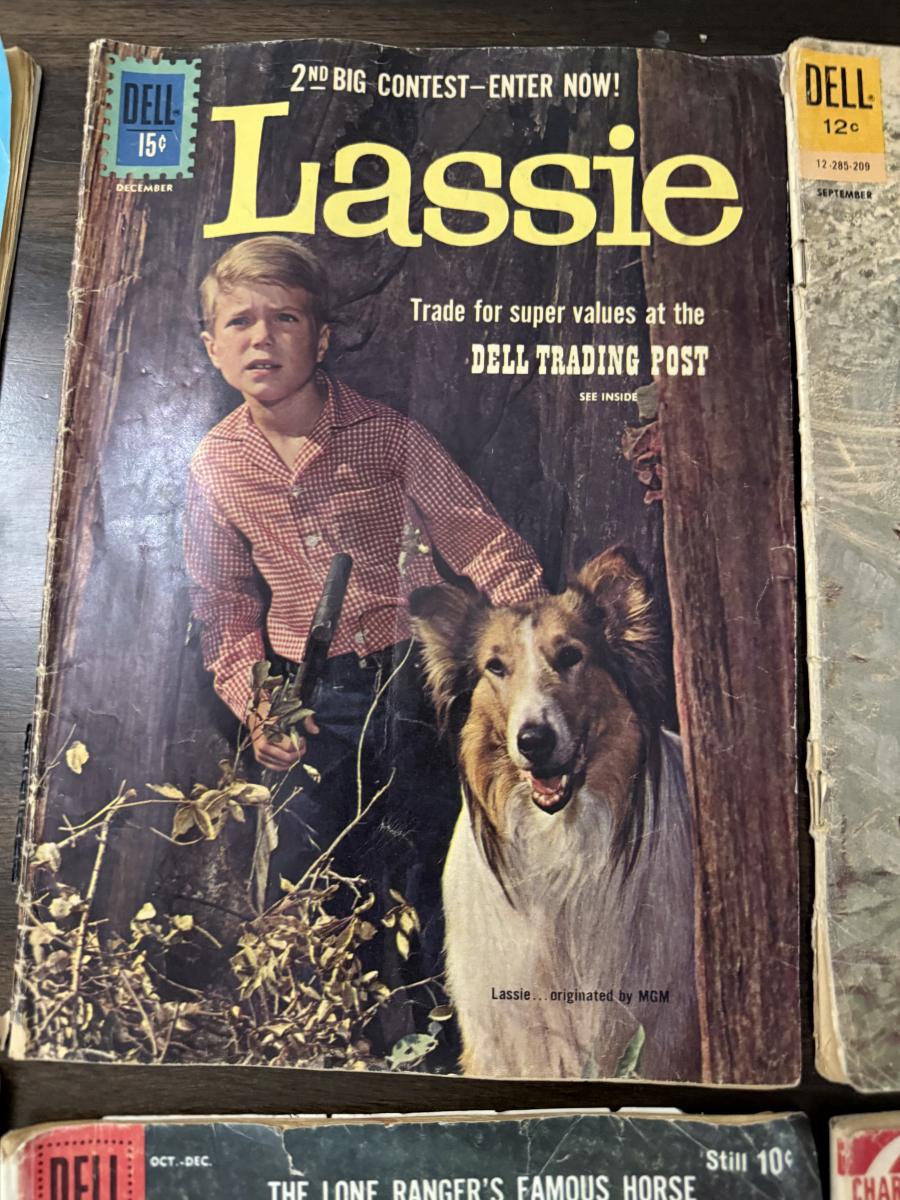 2ND BIG CONTEST–ENTER NOW!
DELL
15¢
DECEMBER
Lassie
Trade for super values at the
DELL TRADING POST
SEE INSIDE
Lassie...originated by MGM
DELL
12¢
12-285-209
SEPTEMBER
DELL
OCT.-DEC.
Still 10¢
THE LONE RANGER'S FAMOUS HORSE